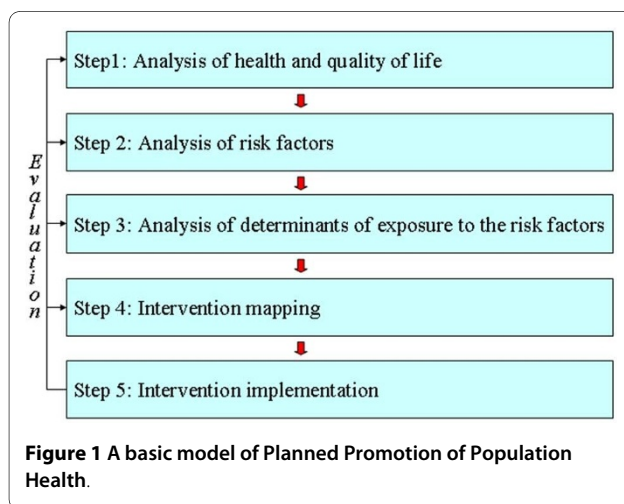 Step1: Analysis of health and quality of life
Step 2: Analysis of risk factors
Step 3: Analysis of determinants of exposure to the risk factors
Step 4: Intervention mapping
Step 5: Intervention implementation
Evaluation
Figure 1 A basic model of Planned Promotion of Population
Health.